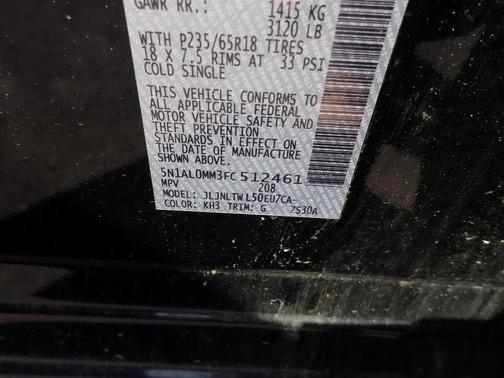 GAWR RR.: 1415 KG
3120 LB
WITH P235/65R18 TIRES
18 X 7.5 RIMS AT 33 PSI
COLD SINGLE
THIS VEHICLE CONFORMS TO
ALL APPLICABLE FEDERAL
MOTOR VEHICLE SAFETY AND
THEFT PREVENTION
STANDARDS IN EFFECT ON
THE DATE OF MANUFACTURE
SHOWN ABOVE.
5N1AL0MM3FC512461
MPV 208
MODEL: JLJNLTWL50EU7CA-
COLOR: KH3 TRIM: G ZS30A